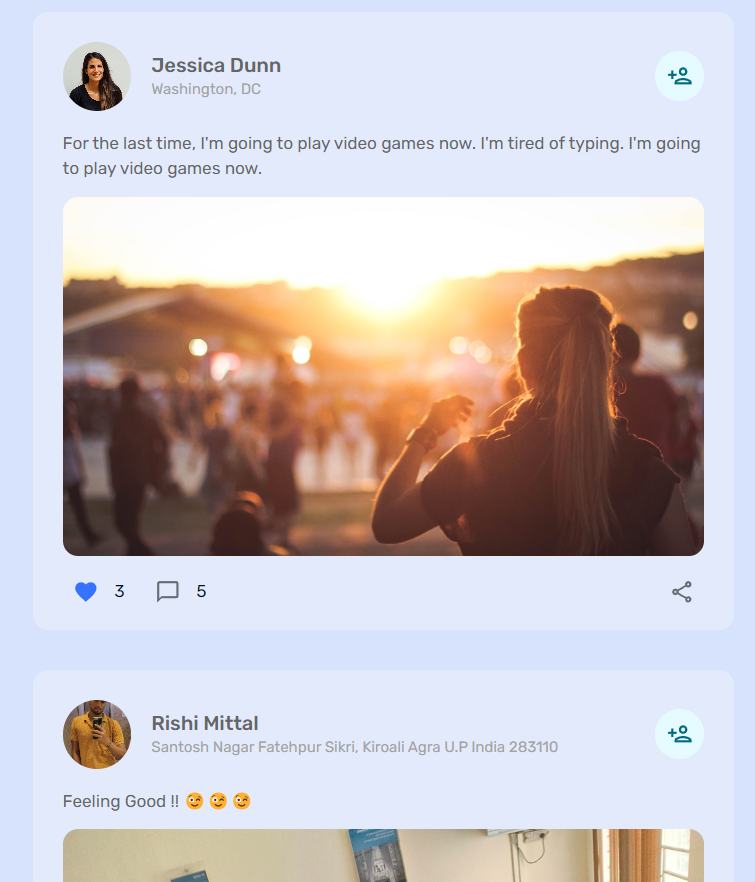 Jessica Dunn
Washington, DC
For the last time, I'm going to play video games now. I'm tired of typing. I'm going
to play video games now.
3 5
Rishi Mittal
Santosh Nagar Fatehpur Sikri, Kiroali Agra U.P India 283110
Feeling Good !! 😉 😉 😉